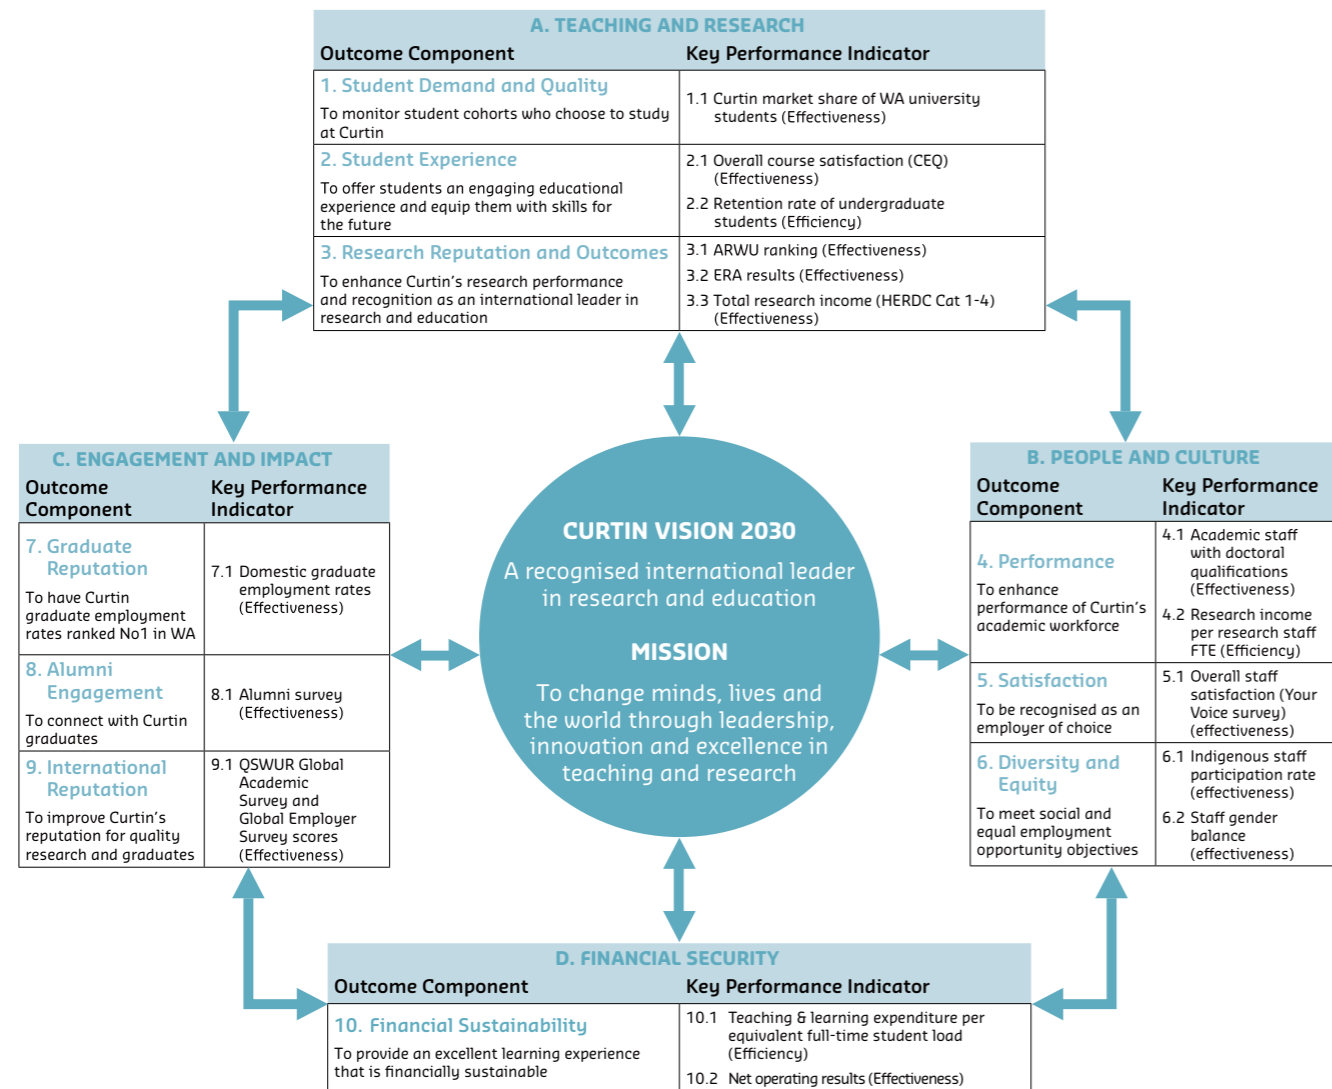 A. TEACHING AND RESEARCH
Outcome Component
Key Performance Indicator
1. Student Demand and Quality
To monitor student cohorts who choose to study
at Curtin
1.1 Curtin market share of WA university
students (Effectiveness)
2. Student Experience
To offer students an engaging educational
experience and equip them with skills for
the future
2.1 Overall course satisfaction (CEQ)
(Effectiveness)
2.2 Retention rate of undergraduate
students (Efficiency)
3. Research Reputation and Outcomes
To enhance Curtin's research performance
and recognition as an international leader in
research and education
3.1 ARWU ranking (Effectiveness)
3.2 ERA results (Effectiveness)
3.3 Total research income (HERDC Cat 1-4)
(Effectiveness)
C. ENGAGEMENT AND IMPACT
Outcome
Component
Key Performance
Indicator
7. Graduate
Reputation
To have Curtin
graduate employment
rates ranked No1 in WA
7.1 Domestic graduate
employment rates
(Effectiveness)
8. Alumni
Engagement
To connect with Curtin
graduates
8.1 Alumni survey
(Effectiveness)
9. International
Reputation
To improve Curtin's
reputation for quality
research and graduates
9.1 QSWUR Global
Academic
Survey and
Global Employer
Survey scores
(Effectiveness)
CURTIN VISION 2030
A recognised international leader
in research and education
MISSION
To change minds, lives and
the world through leadership,
innovation and excellence in
teaching and research
B. PEOPLE AND CULTURE
Outcome
Component
Key Performance
Indicator
4. Performance
To enhance
performance of Curtin's
academic workforce
4.1 Academic staff
with doctoral
qualifications
(Effectiveness)
4.2 Research income
per research staff
FTE (Efficiency)
5. Satisfaction
To be recognised as an
employer of choice
5.1 Overall staff
satisfaction (Your
Voice survey)
(effectiveness)
6. Diversity and
Equity
To meet social and
equal employment
opportunity objectives
6.1 Indigenous staff
participation rate
(effectiveness)
6.2 Staff gender
balance
(effectiveness)
D. FINANCIAL SECURITY
Outcome Component
Key Performance Indicator
10. Financial Sustainability
To provide an excellent learning experience
that is financially sustainable
10.1 Teaching & learning expenditure per
equivalent full-time student load
(Efficiency)
10.2 Net operating results (Effectiveness)